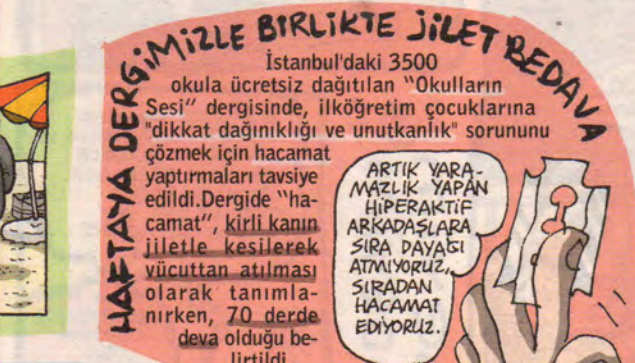 HAFTAYA DERGİMİZLE BİRLİKTE JİLET BEDAVA
İstanbul'daki 3500
okula ücretsiz dağıtılan "Okulların
Sesi" dergisinde, ilköğretim çocuklarına
"dikkat dağınıklığı ve unutkanlık" sorununu
çözmek için hacamat
yaptırmaları tavsiye
edildi.Dergide "ha-
camat", kirli kanın
jiletle kesilerek
vücuttan atılması
olarak tanımla-
nırken, 70 derde
deva olduğu be-
lirtildi
ARTIK YARA-
MAZLIK YAPAN
HİPERAKTİF
ARKADAŞLARA
SIRA DAYAĞI
ATMIYORUZ,
SIRADAN
HACAMAT
EDİYORUZ.